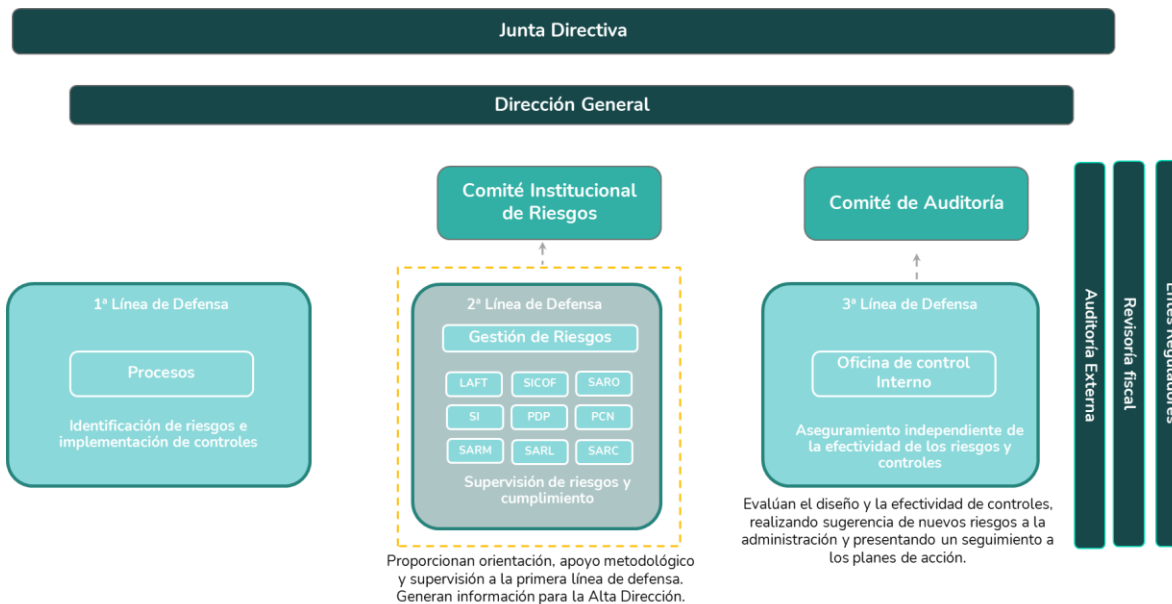 Junta Directiva
Dirección General
Comité Institucional
de Riesgos
Comité de Auditoría
1ª Línea de Defensa
Procesos
Identificación de riesgos e
implementación de controles
2ª Línea de Defensa
Gestión de Riesgos
LAFT SICOF SARO
SI PDP PCN
SARM SARL SARC
Supervisión de riesgos y
cumplimiento
Proporcionan orientación, apoyo metodológico
y supervisión a la primera línea de defensa.
Generan información para la Alta Dirección.
3ª Línea de Defensa
Oficina de control
Interno
Aseguramiento independiente de
la efectividad de los riesgos y
controles
Evalúan el diseño y la efectividad de controles,
realizando sugerencia de nuevos riesgos a la
administración y presentando un seguimiento a
los planes de acción.
Auditoría Externa
Revisoría fiscal
Entes Reguladores